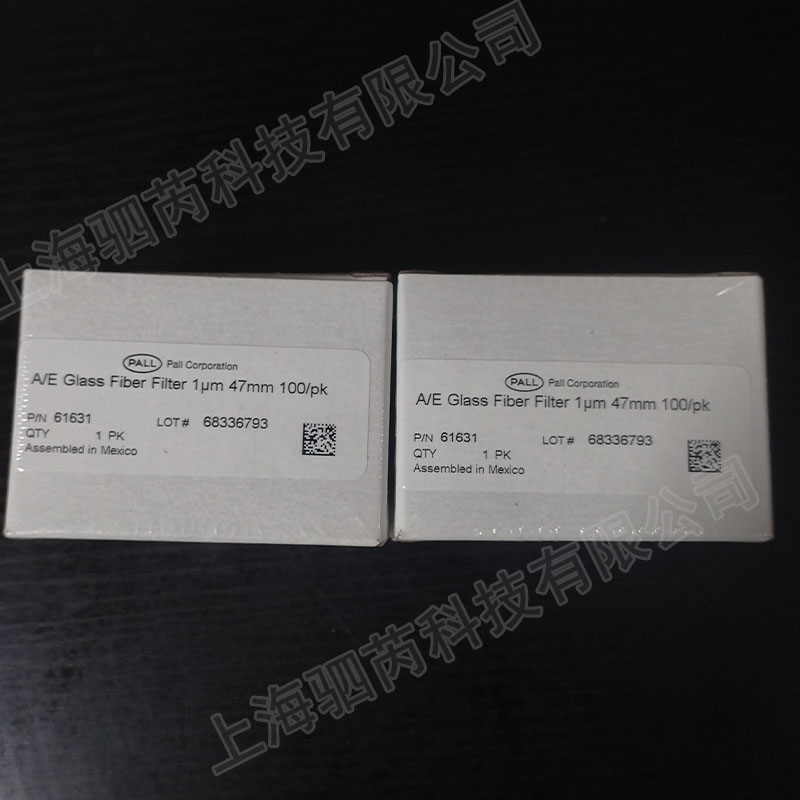 上海驷芮科技有限公司
PALL Pall Corporation
A/E Glass Fiber Filter 1µm 47mm 100/pk
P/N 61631 LOT# 68336793
QTY 1 PK
Assembled in Mexico
PALL Pall Corporation
A/E Glass Fiber Filter 1µm 47mm 100/pk
P/N 61631 LOT# 68336793
QTY 1 PK
Assembled in Mexico
上海驷芮科技有限公司